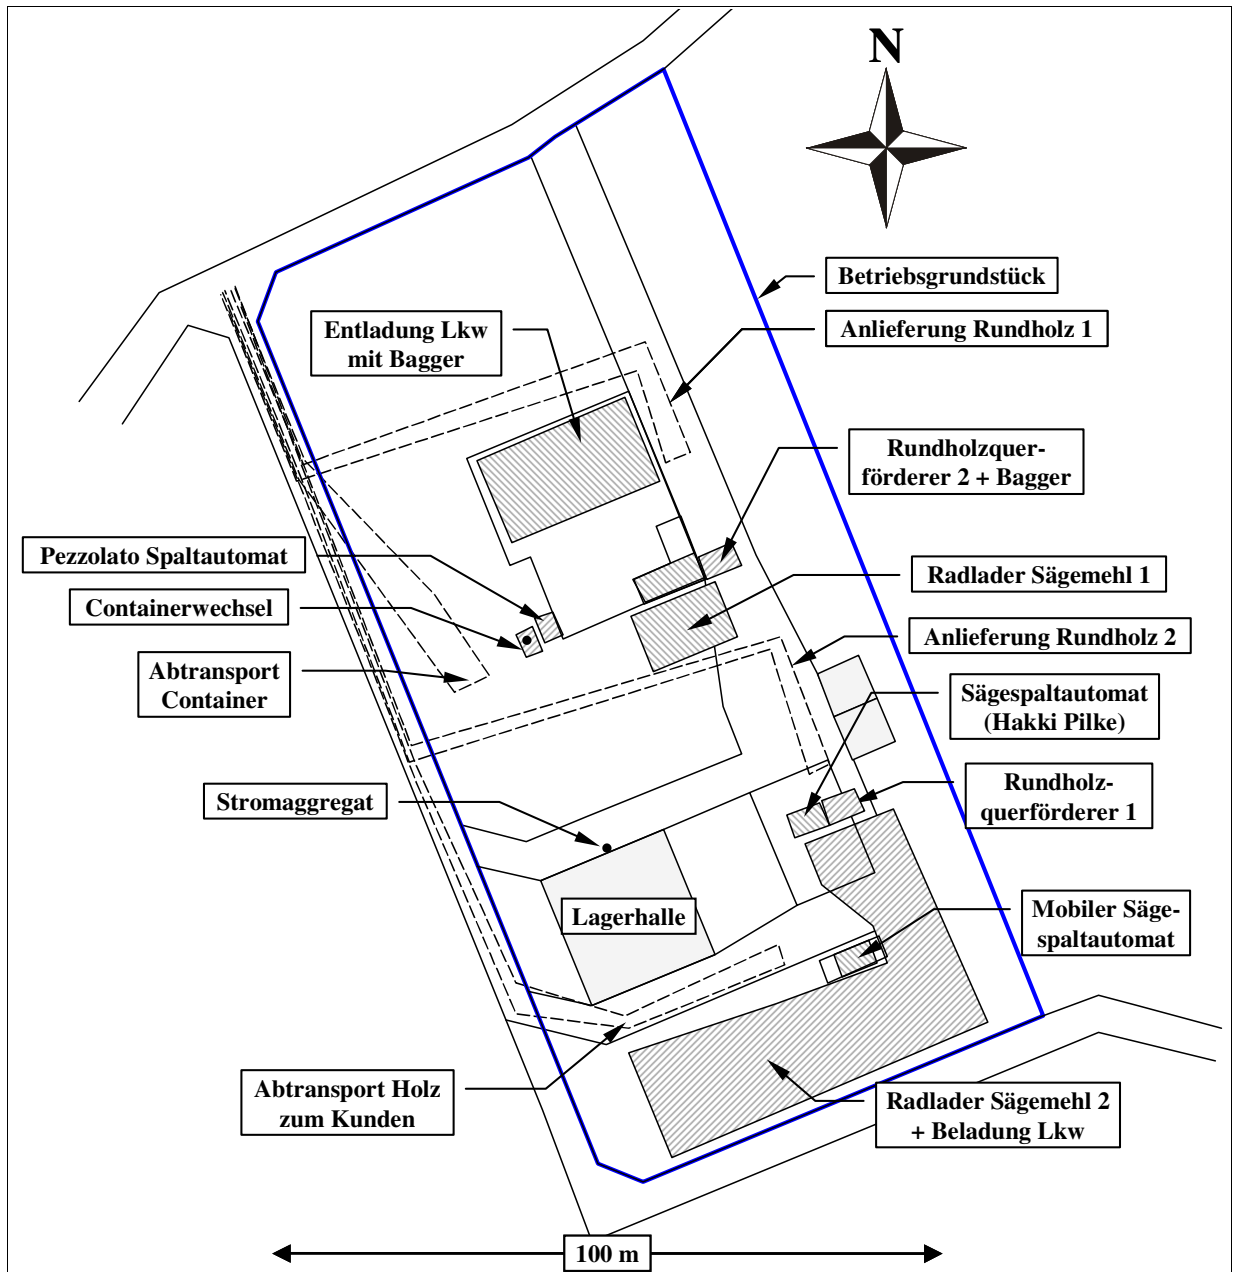 N
Betriebsgrundstück
Entladung Lkw
mit Bagger
Anlieferung Rundholz 1
Rundholzquer-
förderer 2 + Bagger
Pezzolato Spaltautomat
Radlader Sägemehl 1
Containerwechsel
Anlieferung Rundholz 2
Abtransport
Container
Sägespaltautomat
(Hakki Pilke)
Stromaggregat
Rundholz-
querförderer 1
Lagerhalle
Mobiler Säge-
spaltautomat
Abtransport Holz
zum Kunden
Radlader Sägemehl 2
+ Beladung Lkw
100 m